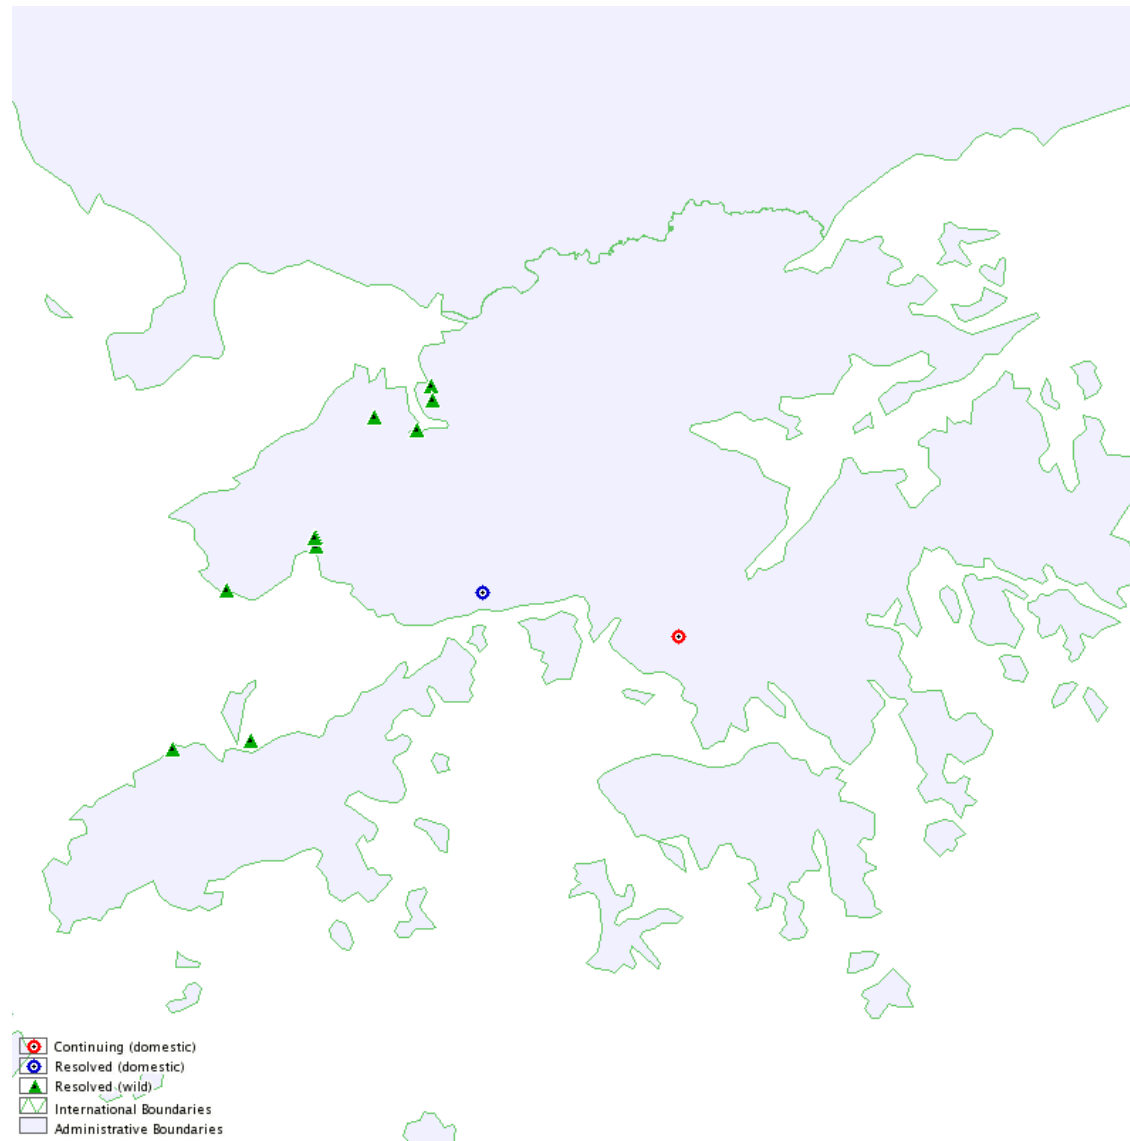 Continuing (domestic)
Resolved (domestic)
Resolved (wild)
International Boundaries
Administrative Boundaries